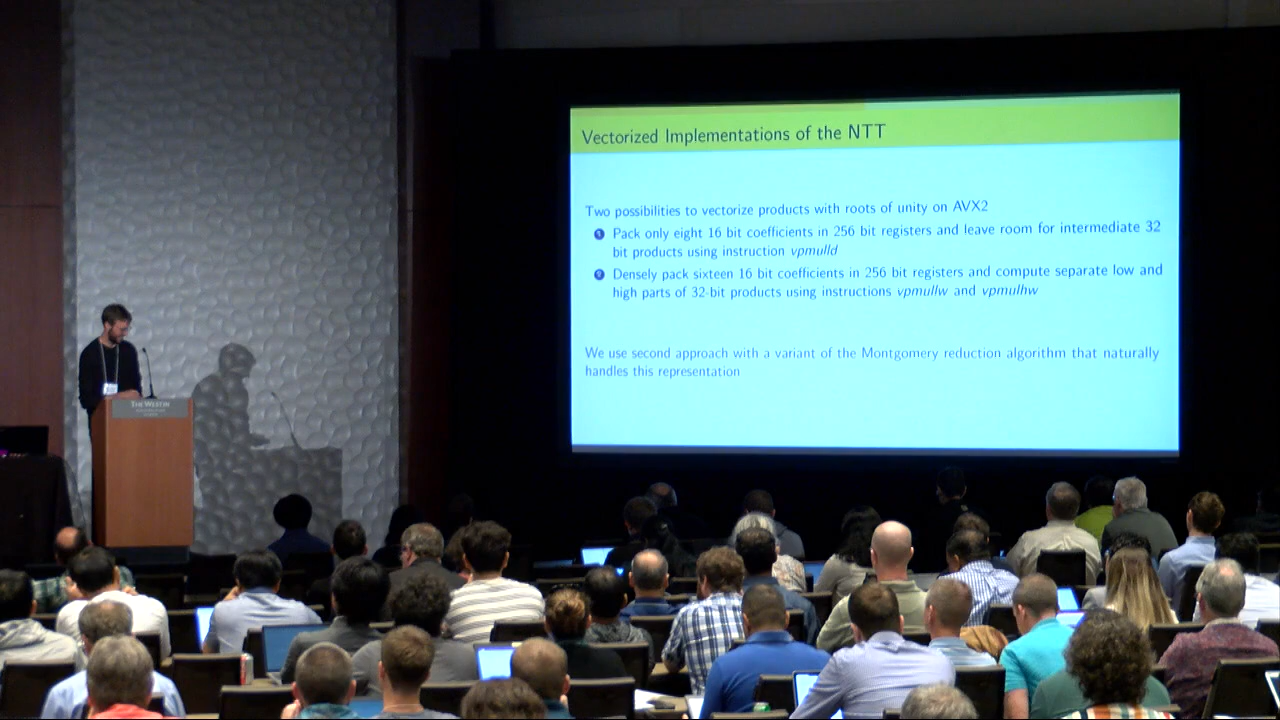 Vectorized Implementations of the NTT
Two possibilities to vectorize products with roots of unity on AVX2
1 Pack only eight 16 bit coefficients in 256 bit registers and leave room for intermediate 32
bit products using instruction vpmulld
2 Densely pack sixteen 16 bit coefficients in 256 bit registers and compute separate low and
high parts of 32-bit products using instructions vpmullw and vpmulhw
We use second approach with a variant of the Montgomery reduction algorithm that naturally
handles this representation
THE WESTIN